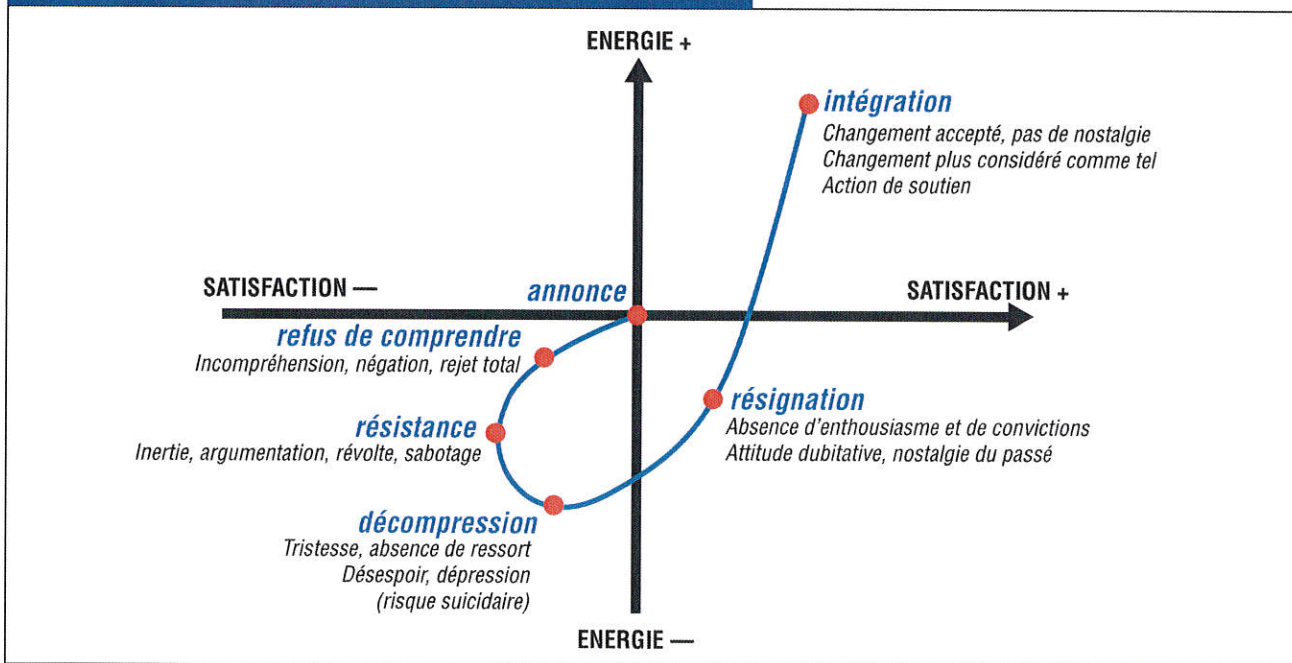 ENERGIE +
intégration
Changement accepté, pas de nostalgie
Changement plus considéré comme tel
Action de soutien
SATISFACTION —
annonce
SATISFACTION +
refus de comprendre
Incompréhension, négation, rejet total
résistance
Inertie, argumentation, révolte, sabotage
résignation
Absence d'enthousiasme et de convictions
Attitude dubitative, nostalgie du passé
décompression
Tristesse, absence de ressort
Désespoir, dépression
(risque suicidaire)
ENERGIE —